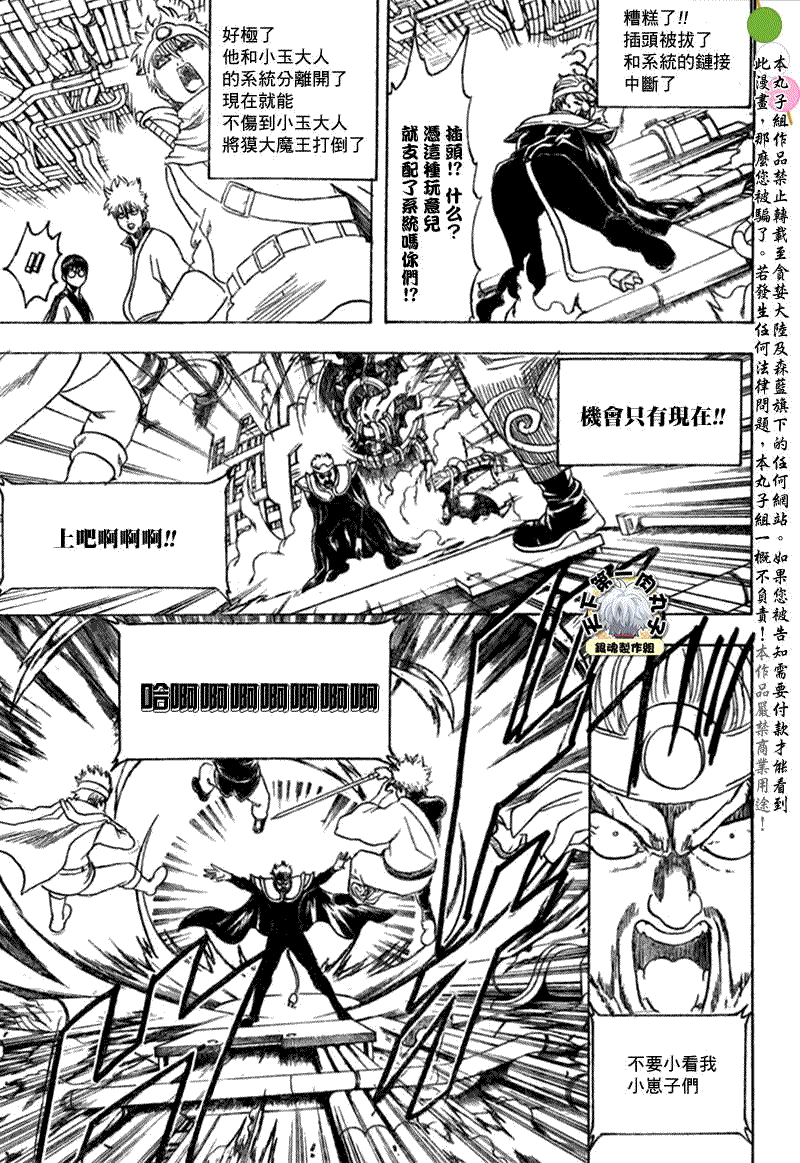 糟糕了!!
插頭被拔了
和系統的鏈接
中斷了
插頭!? 什么?
憑這種玩意兒
就支配了系統嗎你們!?
好極了
他和小玉大人
的系統分離開了
現在就能
不傷到小玉大人
將獏大魔王打倒了
!!
機會只有現在!!
上吧啊啊啊!!
不要小看我
小崽子們
哈啊啊啊啊啊啊啊
天下第一肉丸子
銀魂製作組
本丸子組作品禁止轉載至貪婪大陸及森藍旗下的任何網站。如果您被告知需要付款才能看到
此漫畫，那麼您被騙了。若發生任何法律問題，本丸子組一概不負責！本作品嚴禁商業用途！